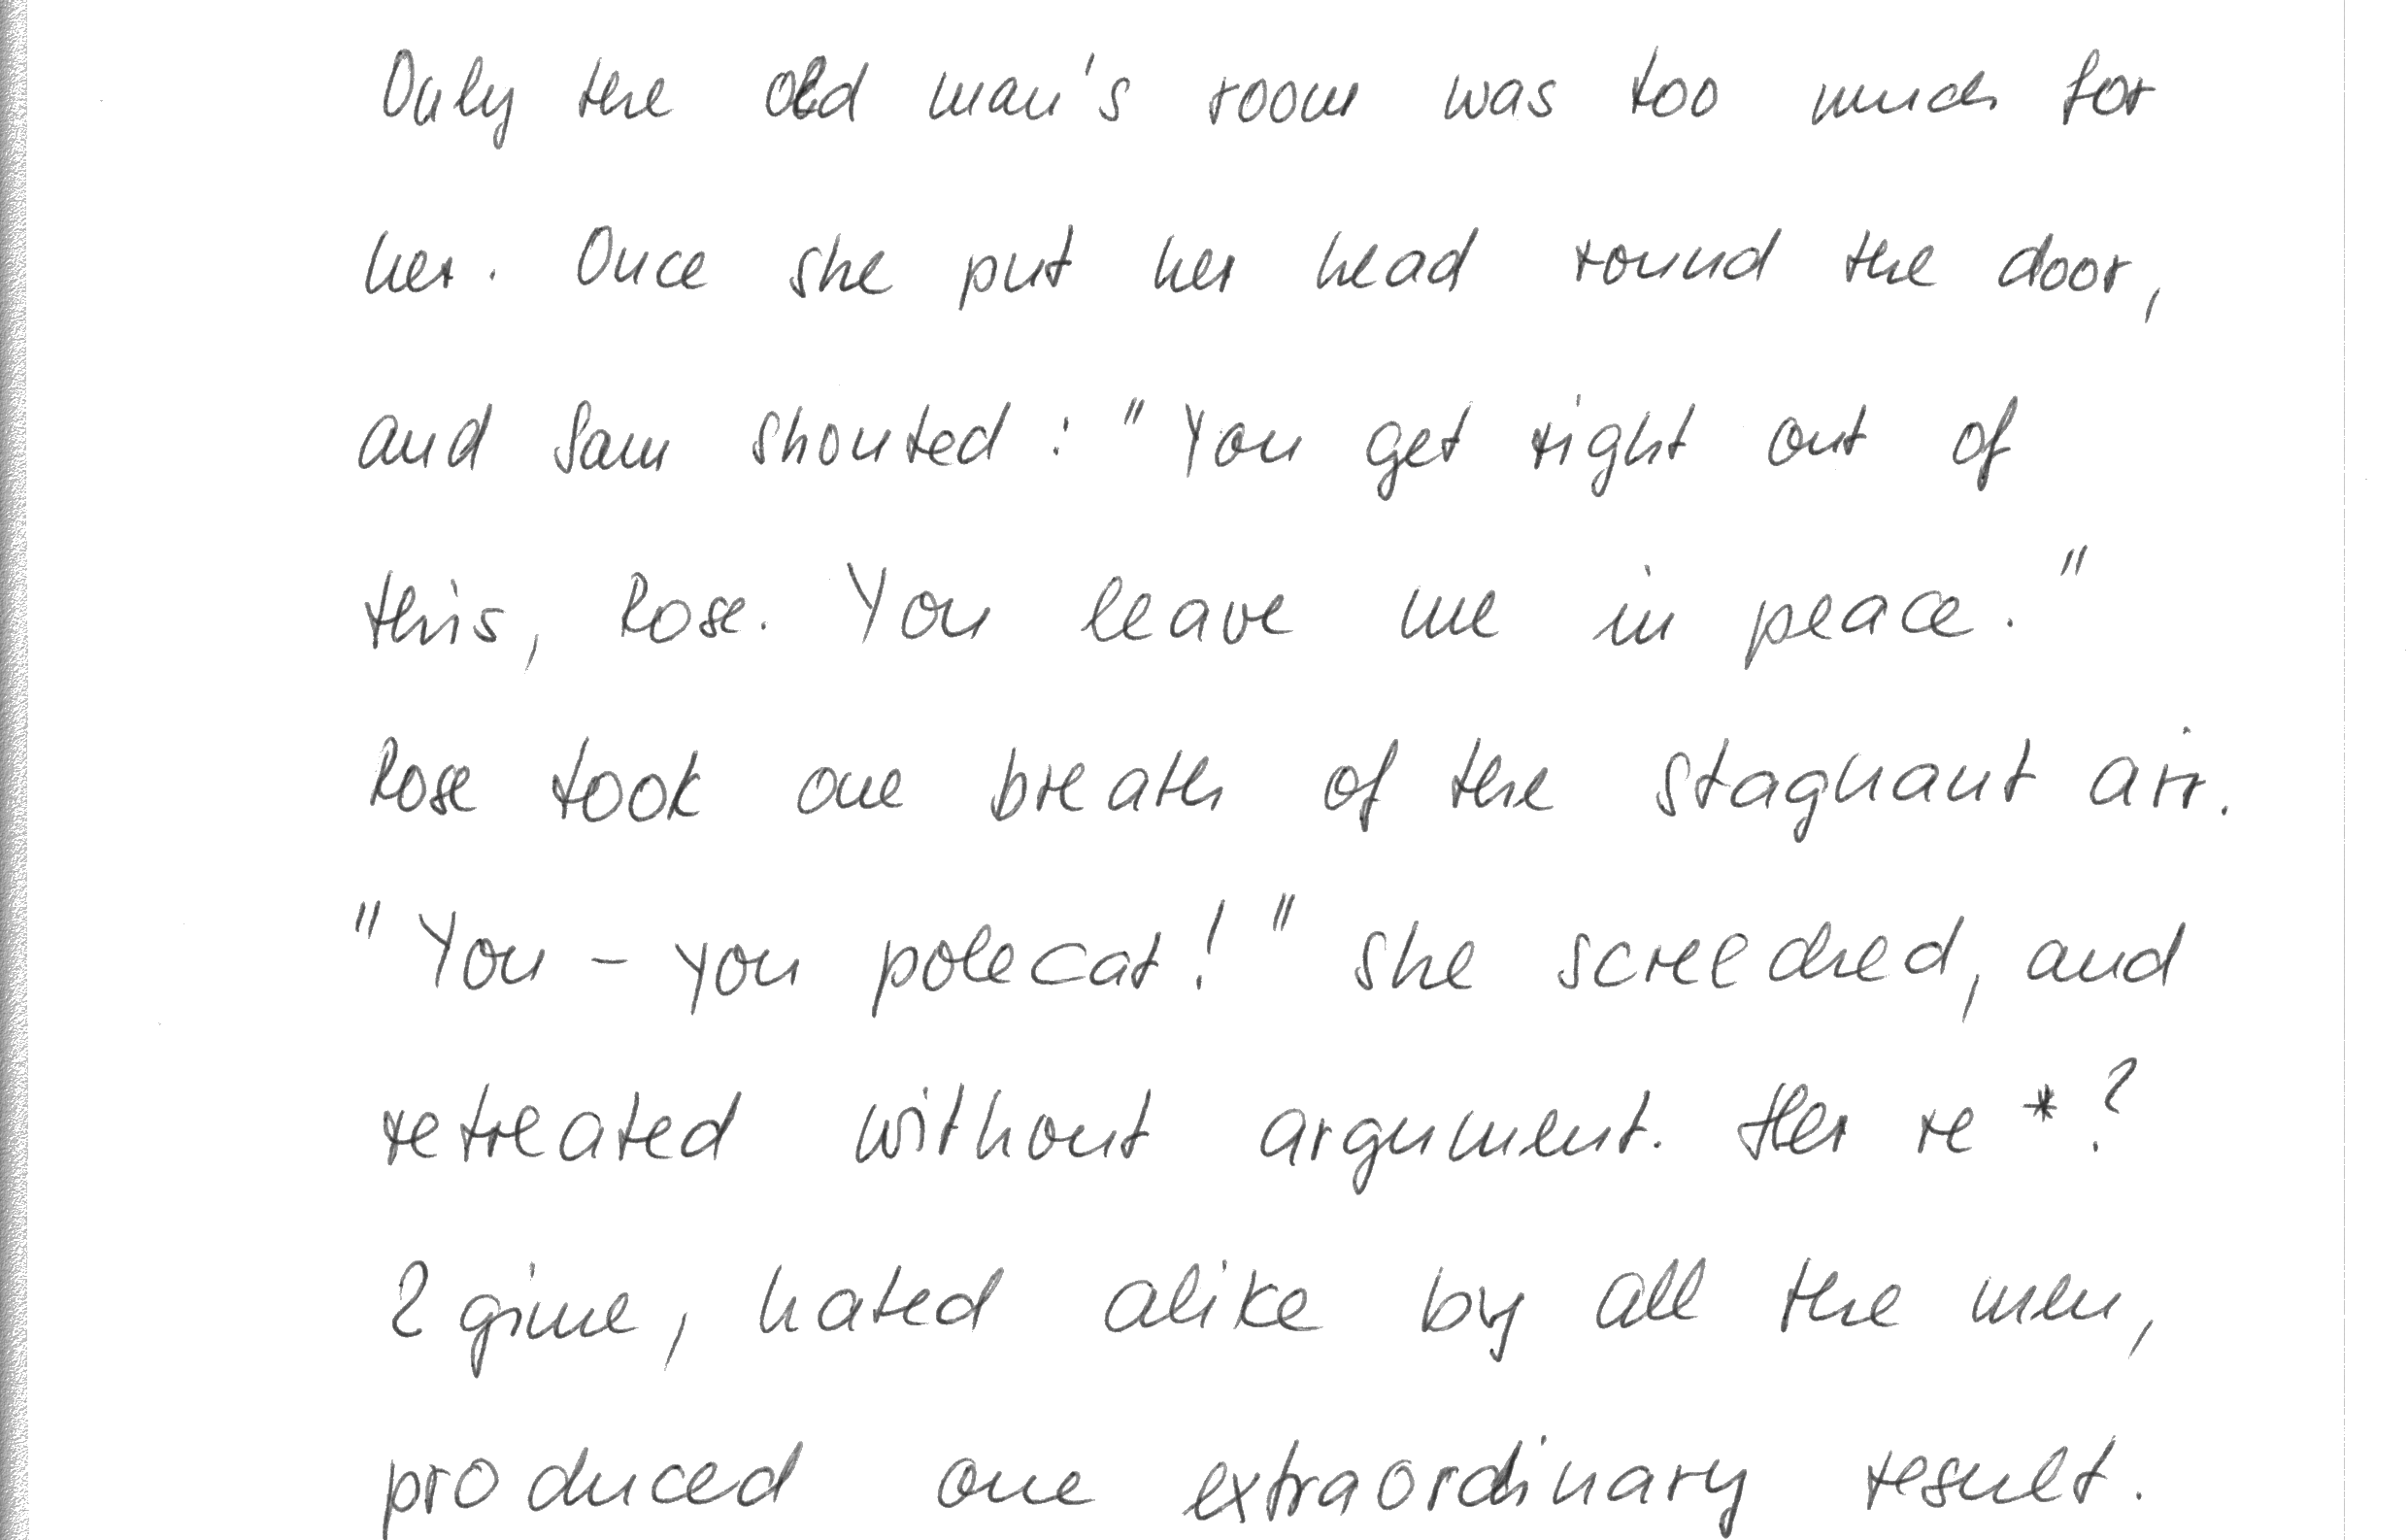 Only the old man's room was too much for
her. Once she put her head round the door,
and Sam shouted : "You get right out of
this, Rose. You leave me in peace."
Rose took one breath of the stagnant air.
"You - you polecat!" she screeched, and
retreated without argument. Her re *?
? gime, hated alike by all the men,
produced one extraordinary result.